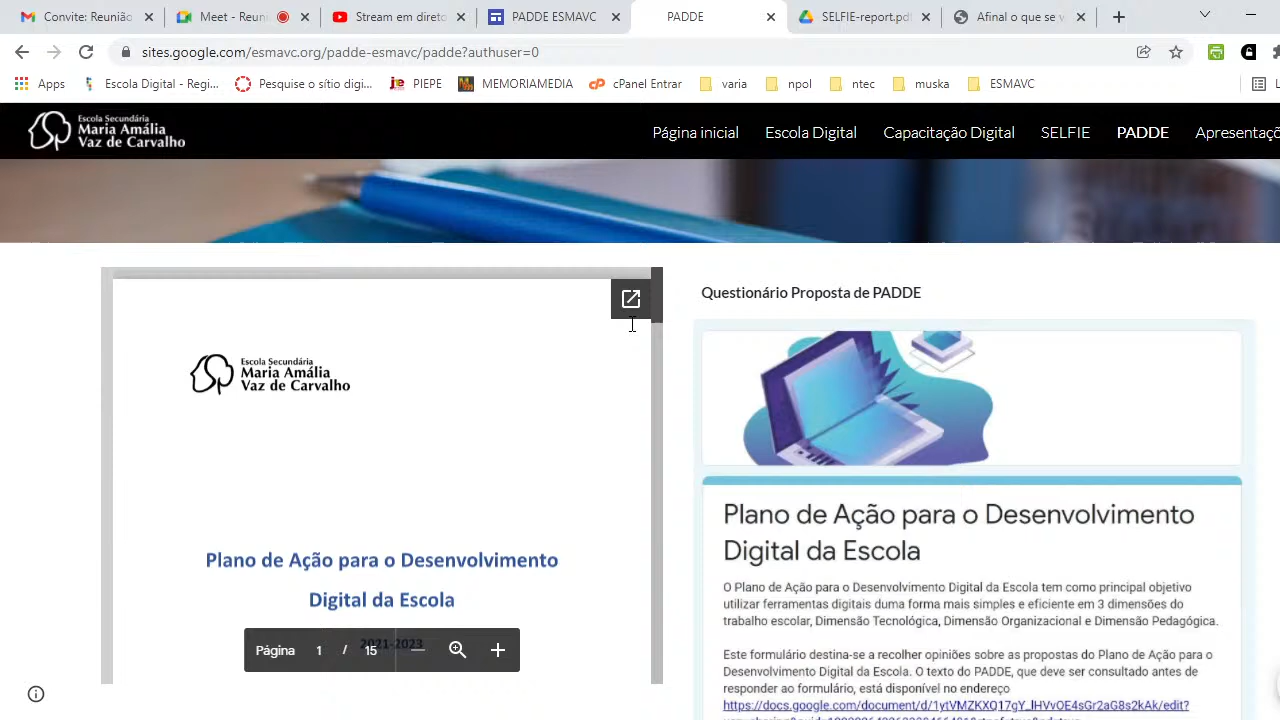 Convite: Reunião
Meet - Reuni
Stream em direto
PADDE ESMAVC
PADDE
SELFIE-report.pdf
Afinal o que se
sites.google.com/esmavc.org/padde-esmavc/padde?authuser=0
Apps
Escola Digital - Regi...
Pesquise o sítio digi...
PIEPE
MEMORIAMEDIA
cPanel Entrar
varia
npol
ntec
muska
ESMAVC
Escola Secundária
Maria Amália
Vaz de Carvalho
Página inicial
Escola Digital
Capacitação Digital
SELFIE
PADDE
Apresentaçõ
Escola Secundária
Maria Amália
Vaz de Carvalho
Plano de Ação para o Desenvolvimento
Digital da Escola
2021-2023
Página 1 / 15
Questionário Proposta de PADDE
Plano de Ação para o Desenvolvimento
Digital da Escola
O Plano de Ação para o Desenvolvimento Digital da Escola tem como principal objetivo
utilizar ferramentas digitais duma forma mais simples e eficiente em 3 dimensões do
trabalho escolar, Dimensão Tecnológica, Dimensão Organizacional e Dimensão Pedagógica.
Este formulário destina-se a recolher opiniões sobre as propostas do Plano de Ação para o
Desenvolvimento Digital da Escola. O texto do PADDE, que deve ser consultado antes de
responder ao formulário, está disponível no endereço
https://docs.google.com/document/d/1ytVMZKXQ17gY_lHVvOE4sGr2aG8s2kAk/edit?